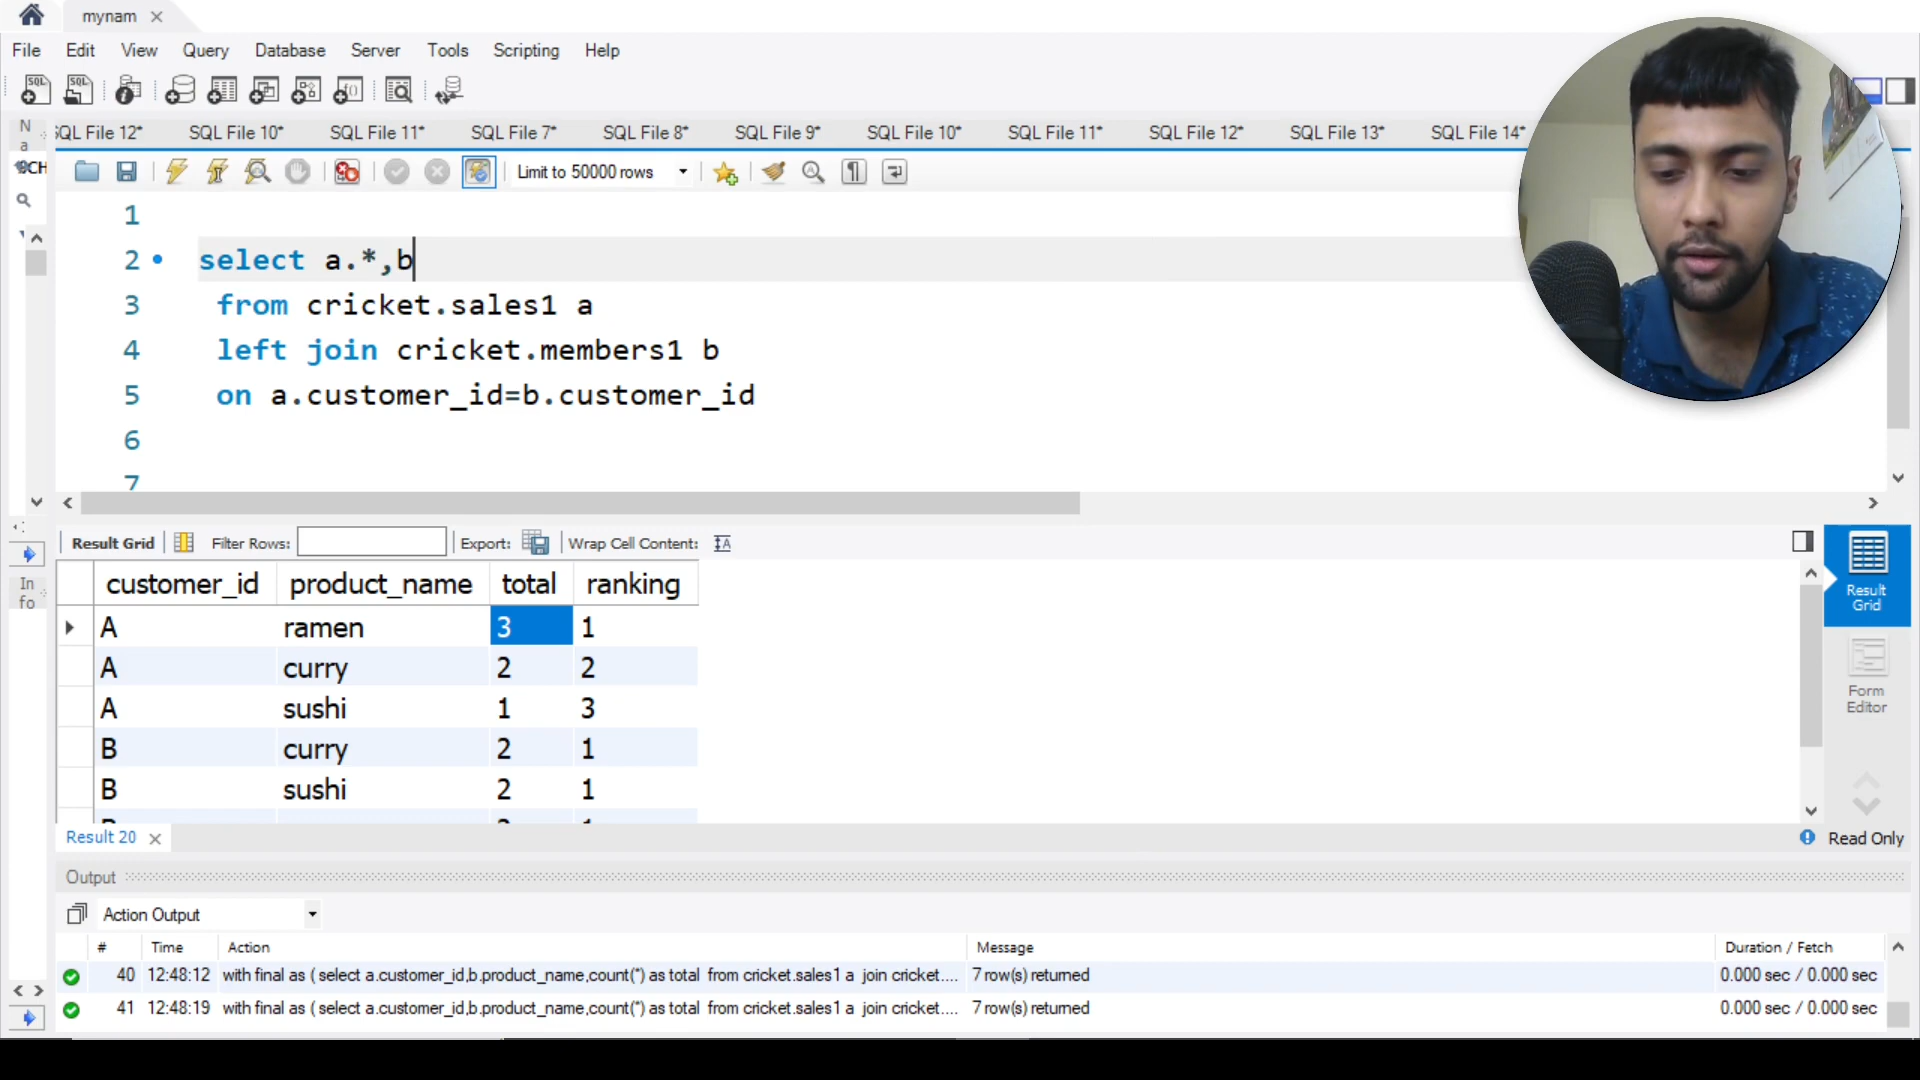 mynam
File Edit View Query Database Server Tools Scripting Help
SQL File 12* SQL File 10* SQL File 11* SQL File 7* SQL File 8* SQL File 9* SQL File 10* SQL File 11* SQL File 12* SQL File 13* SQL File 14*
Limit to 50000 rows
1
2 select a.*,b
3 from cricket.sales1 a
4 left join cricket.members1 b
5 on a.customer_id=b.customer_id
6
7
Result Grid Filter Rows: Export: Wrap Cell Content:
customer_id product_name total ranking
A ramen 3 1
A curry 2 2
A sushi 1 3
B curry 2 1
B sushi 2 1
Result Grid
Form Editor
Result 20 Read Only
Output
Action Output
# Time Action Message Duration / Fetch
40 12:48:12 with final as ( select a.customer_id,b.product_name,count(*) as total from cricket.sales1 a join cricket.... 7 row(s) returned 0.000 sec / 0.000 sec
41 12:48:19 with final as ( select a.customer_id,b.product_name,count(*) as total from cricket.sales1 a join cricket.... 7 row(s) returned 0.000 sec / 0.000 sec